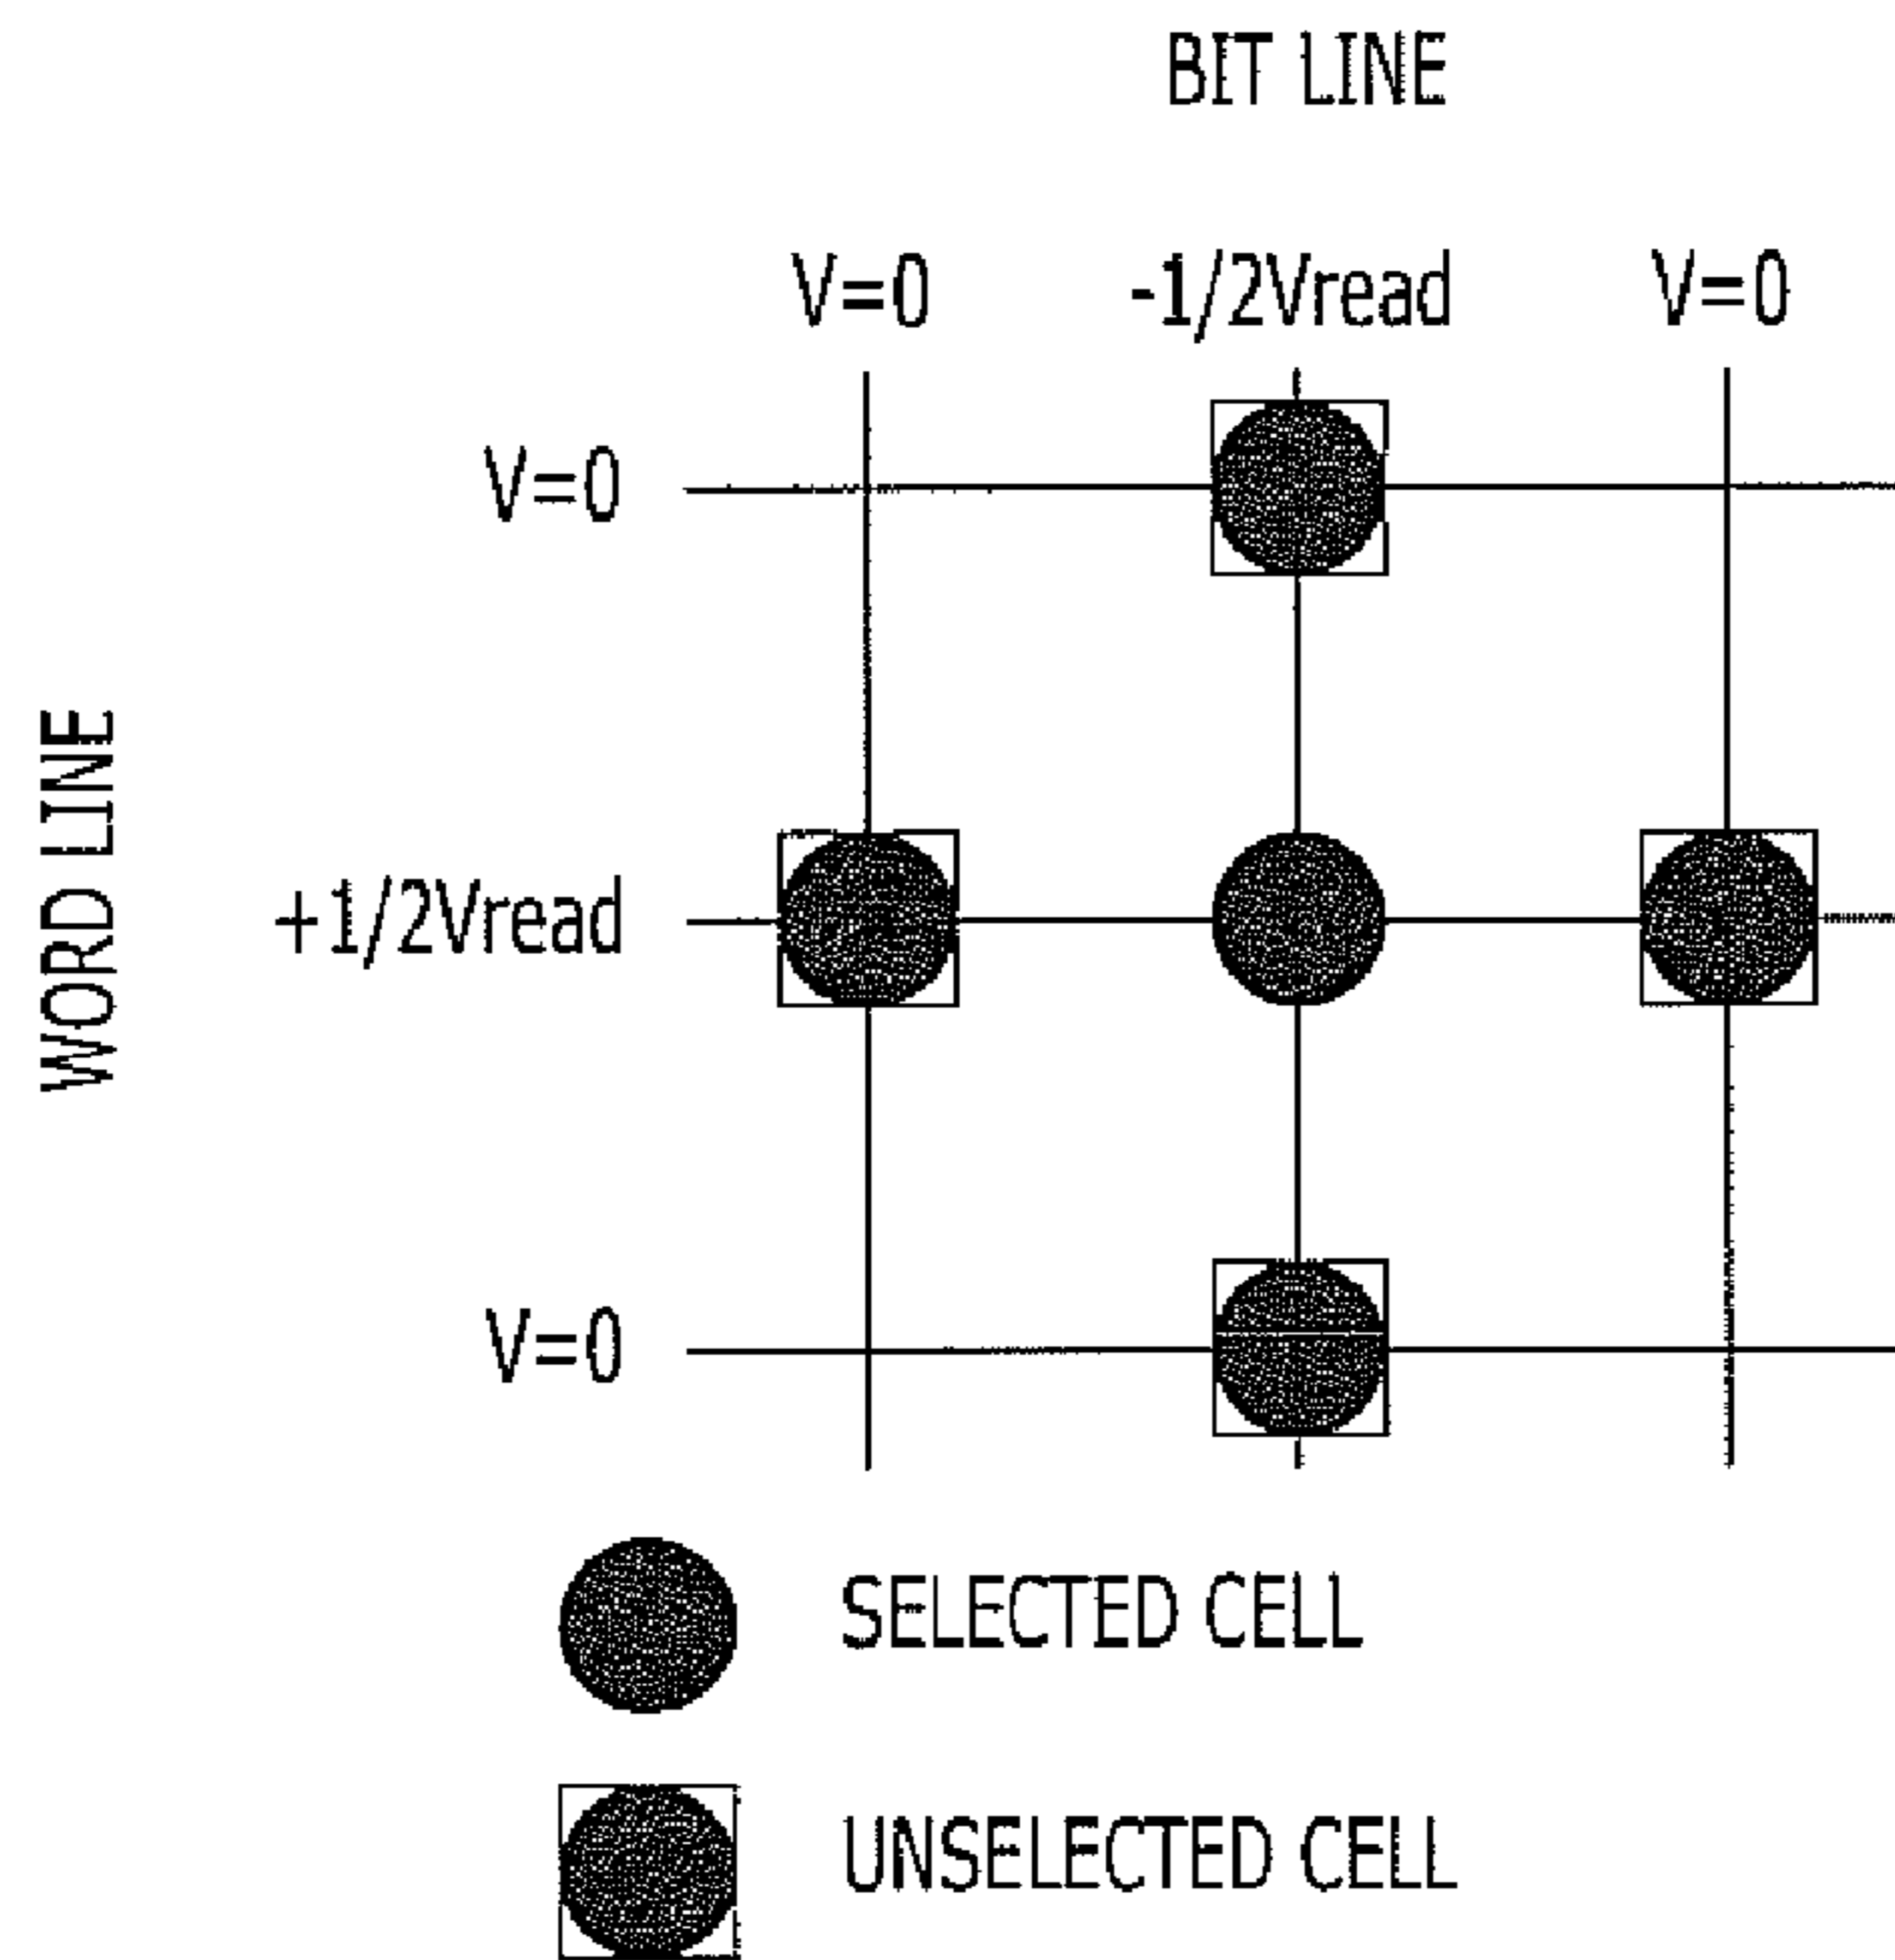 BIT LINE
V=0 -1/2Vread V=0
V=0
WORD LINE
+1/2Vread
V=0
SELECTED CELL
UNSELECTED CELL